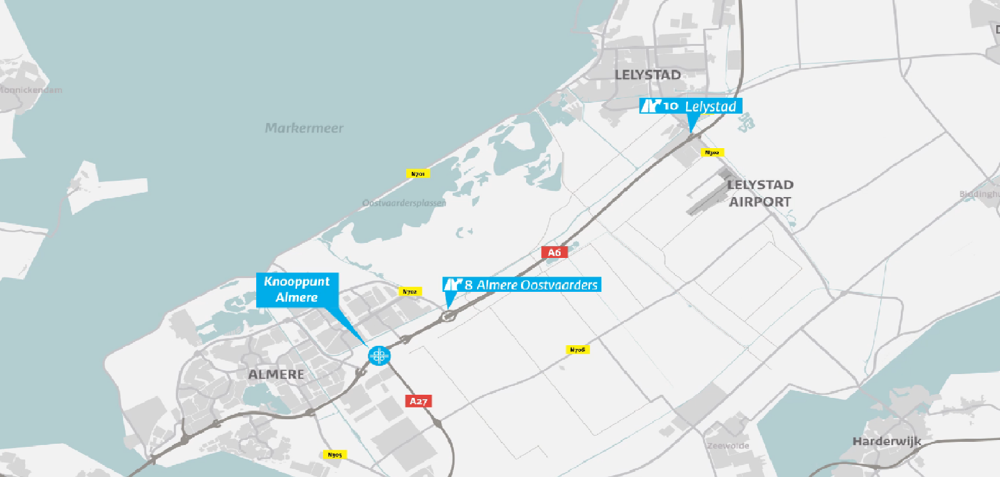 LELYSTAD
Monnickendam
10 Lelystad
Markermeer
N302
N701
LELYSTAD
AIRPORT
Oostvaardersplassen
A6
Knooppunt
Almere
8 Almere Oostvaarders
N702
N706
ALMERE
A27
Harderwijk
Zeewolde
N305